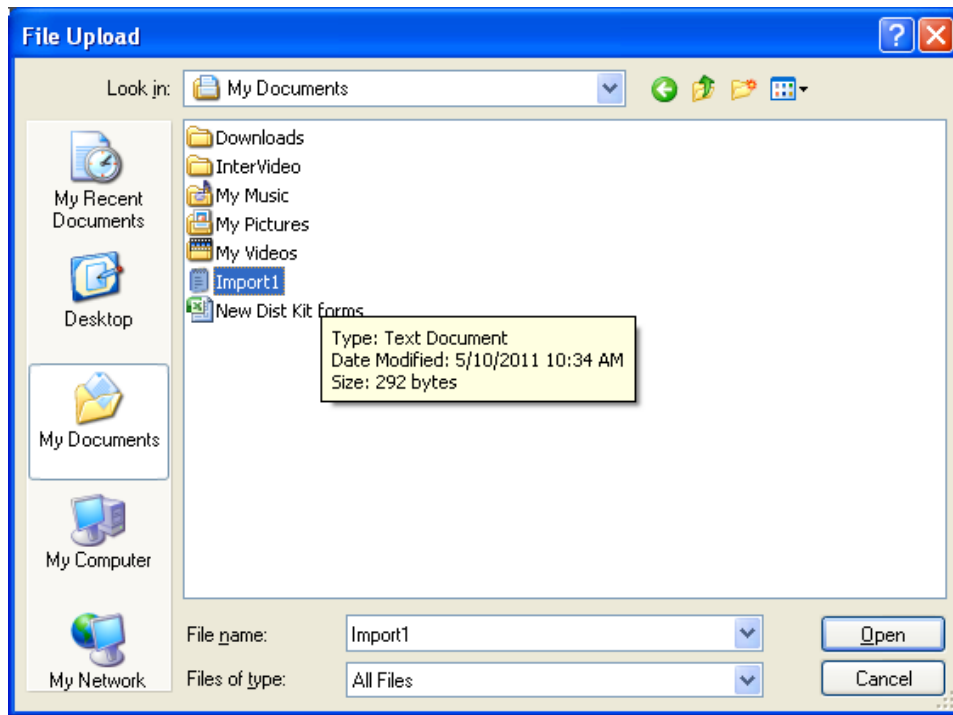 File Upload
Look in:
My Documents
My Recent
Documents
Desktop
My Documents
My Computer
My Network
Downloads
InterVideo
My Music
My Pictures
My Videos
Import1
New Dist Kit forms
Type: Text Document
Date Modified: 5/10/2011 10:34 AM
Size: 292 bytes
File name:
Import1
Open
Files of type:
All Files
Cancel